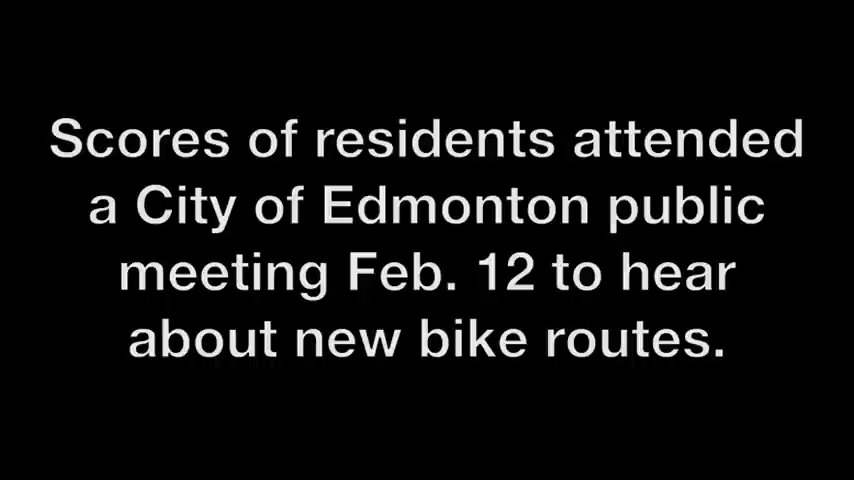 Scores of residents attended
a City of Edmonton public
meeting Feb. 12 to hear
about new bike routes.